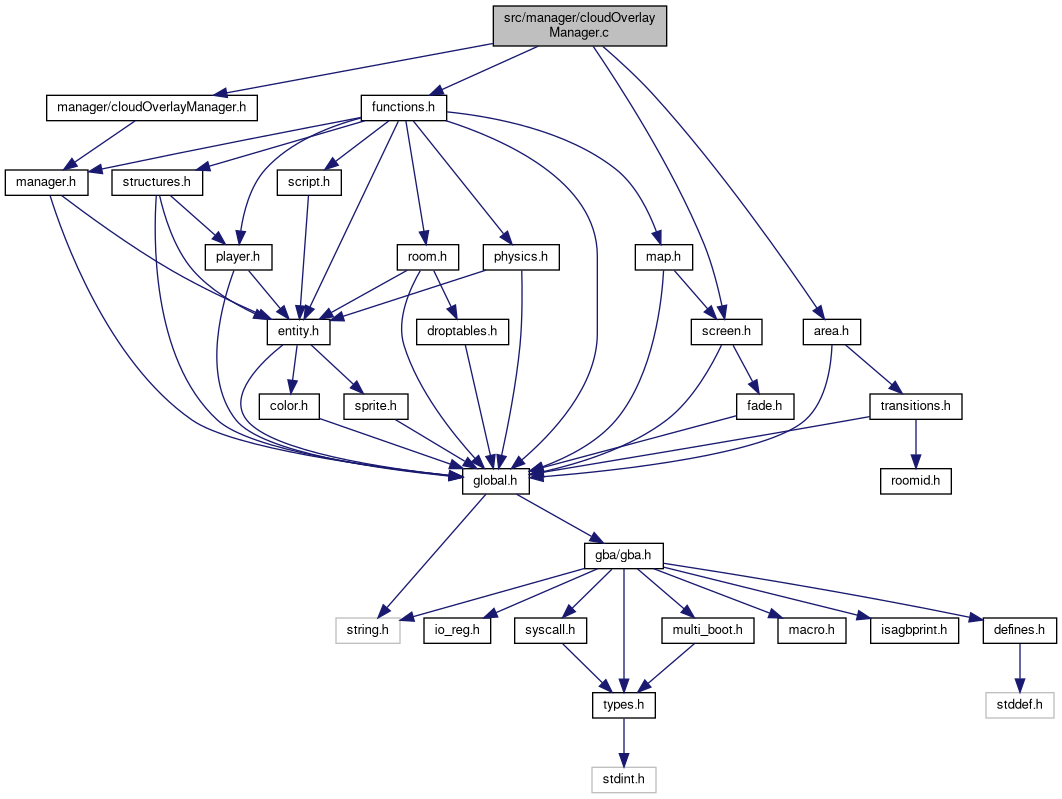 src/manager/cloudOverlay
Manager.c
manager/cloudOverlayManager.h
functions.h
manager.h
structures.h
script.h
player.h
room.h
physics.h
map.h
entity.h
droptables.h
screen.h
area.h
color.h
sprite.h
fade.h
transitions.h
global.h
roomid.h
gba/gba.h
string.h
io_reg.h
syscall.h
multi_boot.h
macro.h
isagbprint.h
defines.h
types.h
stddef.h
stdint.h